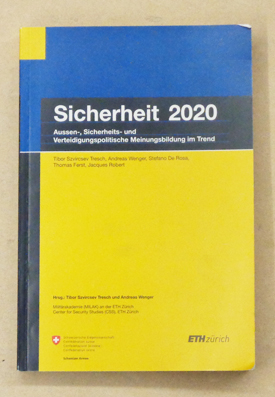 Sicherheit 2020
Aussen-, Sicherheits- und
Verteidigungspolitische Meinungsbildung im Trend
Tibor Szvircsev Tresch, Andreas Wenger, Stefano De Rosa,
Thomas Ferst, Jacques Robert
Hrsg.: Tibor Szvircsev Tresch und Andreas Wenger
Militärakademie (MILAK) an der ETH Zürich
Center for Security Studies (CSS), ETH Zürich
ETH zürich